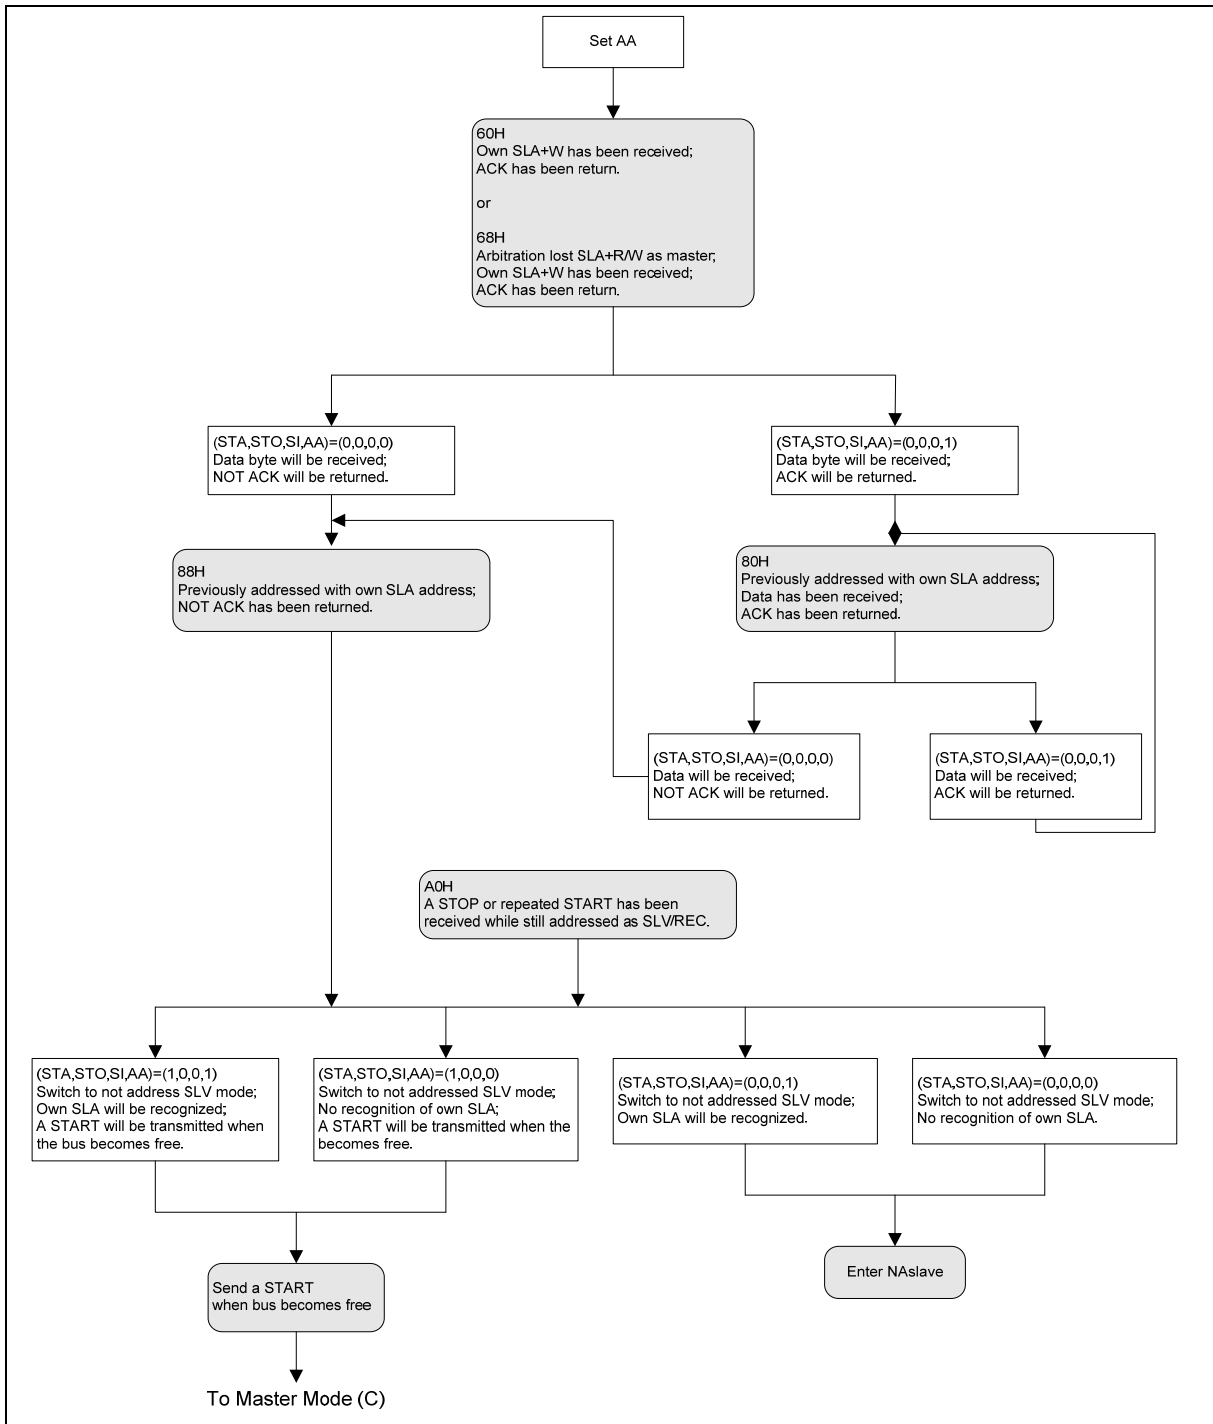 Set AA
60H
Own SLA+W has been received;
ACK has been return.
or
68H
Arbitration lost SLA+R/W as master;
Own SLA+W has been received;
ACK has been return.
(STA,STO,SI,AA)=(0,0,0,0)
Data byte will be received;
NOT ACK will be returned.
(STA,STO,SI,AA)=(0,0,0,1)
Data byte will be received;
ACK will be returned.
88H
Previously addressed with own SLA address;
NOT ACK has been returned.
80H
Previously addressed with own SLA address;
Data has been received;
ACK has been returned.
(STA,STO,SI,AA)=(0,0,0,0)
Data will be received;
NOT ACK will be returned.
(STA,STO,SI,AA)=(0,0,0,1)
Data will be received;
ACK will be returned.
A0H
A STOP or repeated START has been
received while still addressed as SLV/REC.
(STA,STO,SI,AA)=(1,0,0,1)
Switch to not address SLV mode;
Own SLA will be recognized;
A START will be transmitted when
the bus becomes free.
(STA,STO,SI,AA)=(1,0,0,0)
Switch to not addressed SLV mode;
No recognition of own SLA;
A START will be transmitted when the
becomes free.
(STA,STO,SI,AA)=(0,0,0,1)
Switch to not addressed SLV mode;
Own SLA will be recognized.
(STA,STO,SI,AA)=(0,0,0,0)
Switch to not addressed SLV mode;
No recognition of own SLA.
Send a START
when bus becomes free
Enter NAslave
To Master Mode (C)